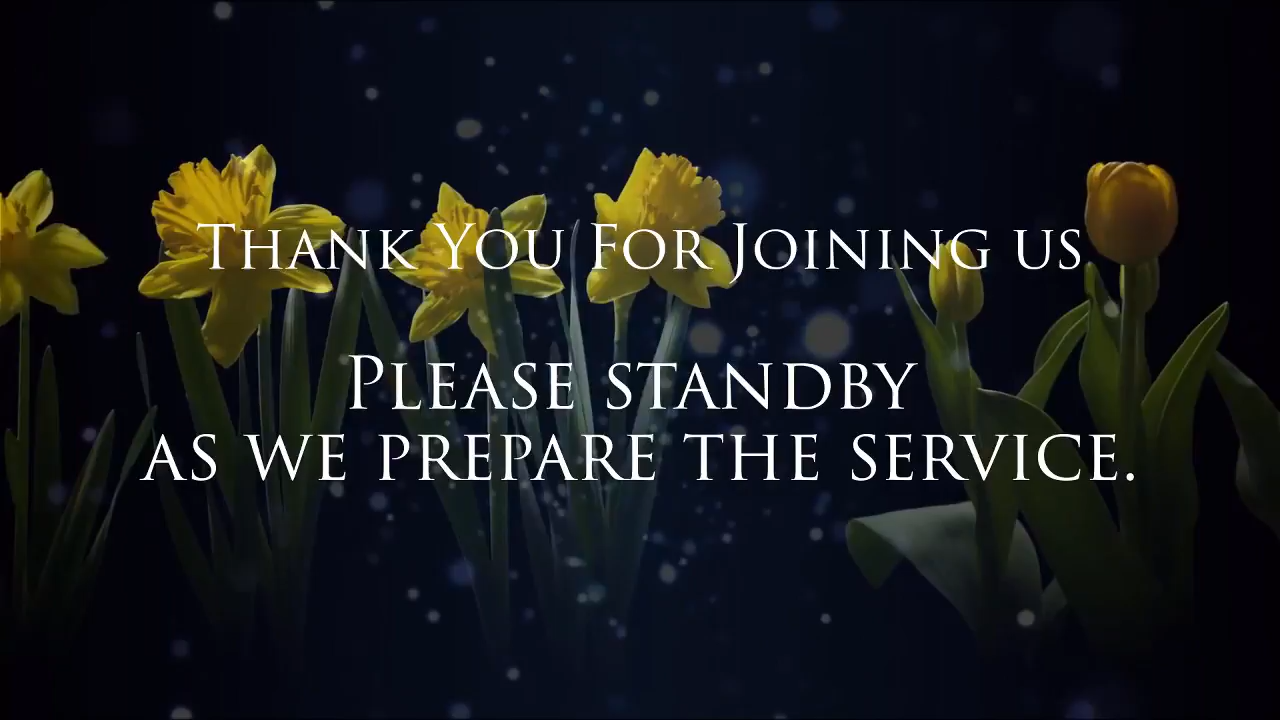 Thank You For Joining us
Please standby
as we prepare the service.